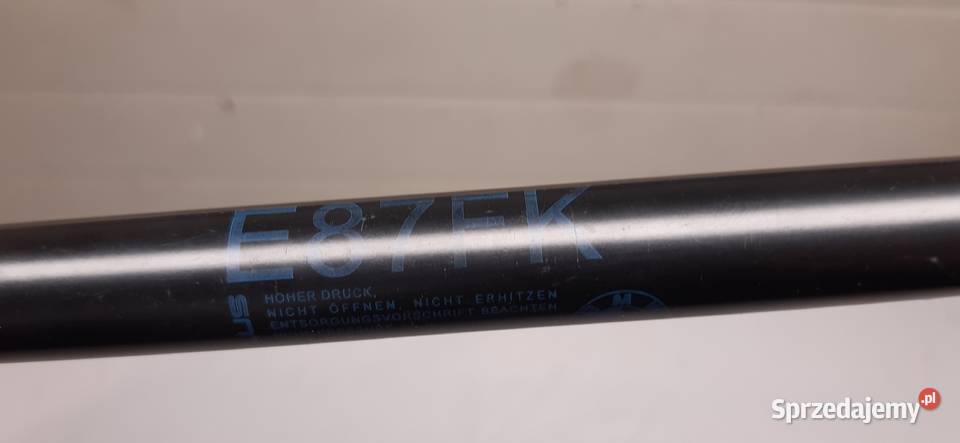 E87FK
HOHER DRUCK,
NICHT ÖFFNEN, NICHT ERHITZEN
ENTSORGUNGSVORSCHRIFT BEACHTEN
M
Sprzedajemy.pl